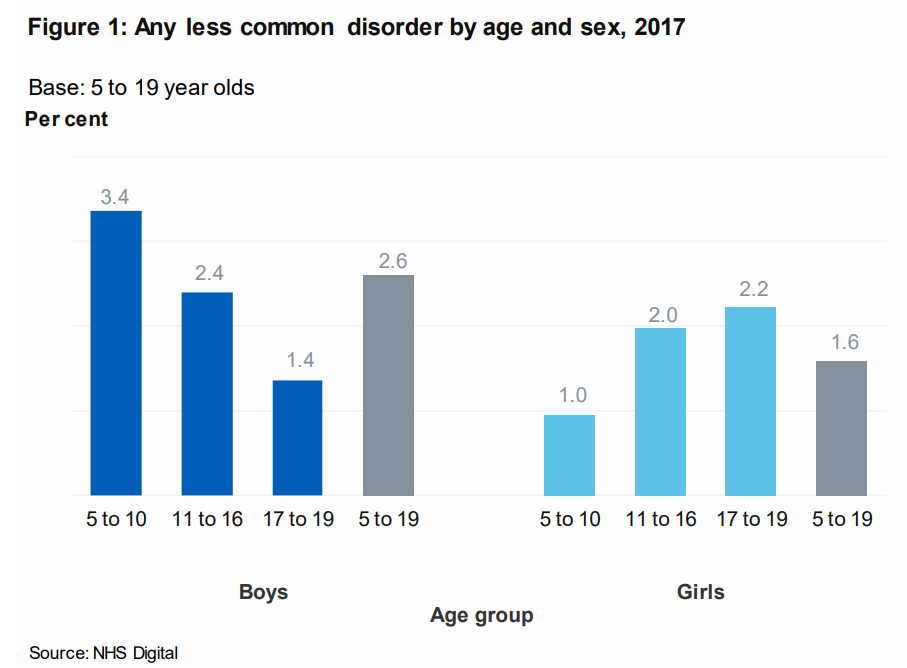 Figure 1: Any less common disorder by age and sex, 2017
Base: 5 to 19 year olds
Per cent
3.4
2.4
1.4
2.6
1.0
2.0
2.2
1.6
5 to 10 11 to 16 17 to 19 5 to 19 5 to 10 11 to 16 17 to 19 5 to 19
Boys Girls
Age group
Source: NHS Digital